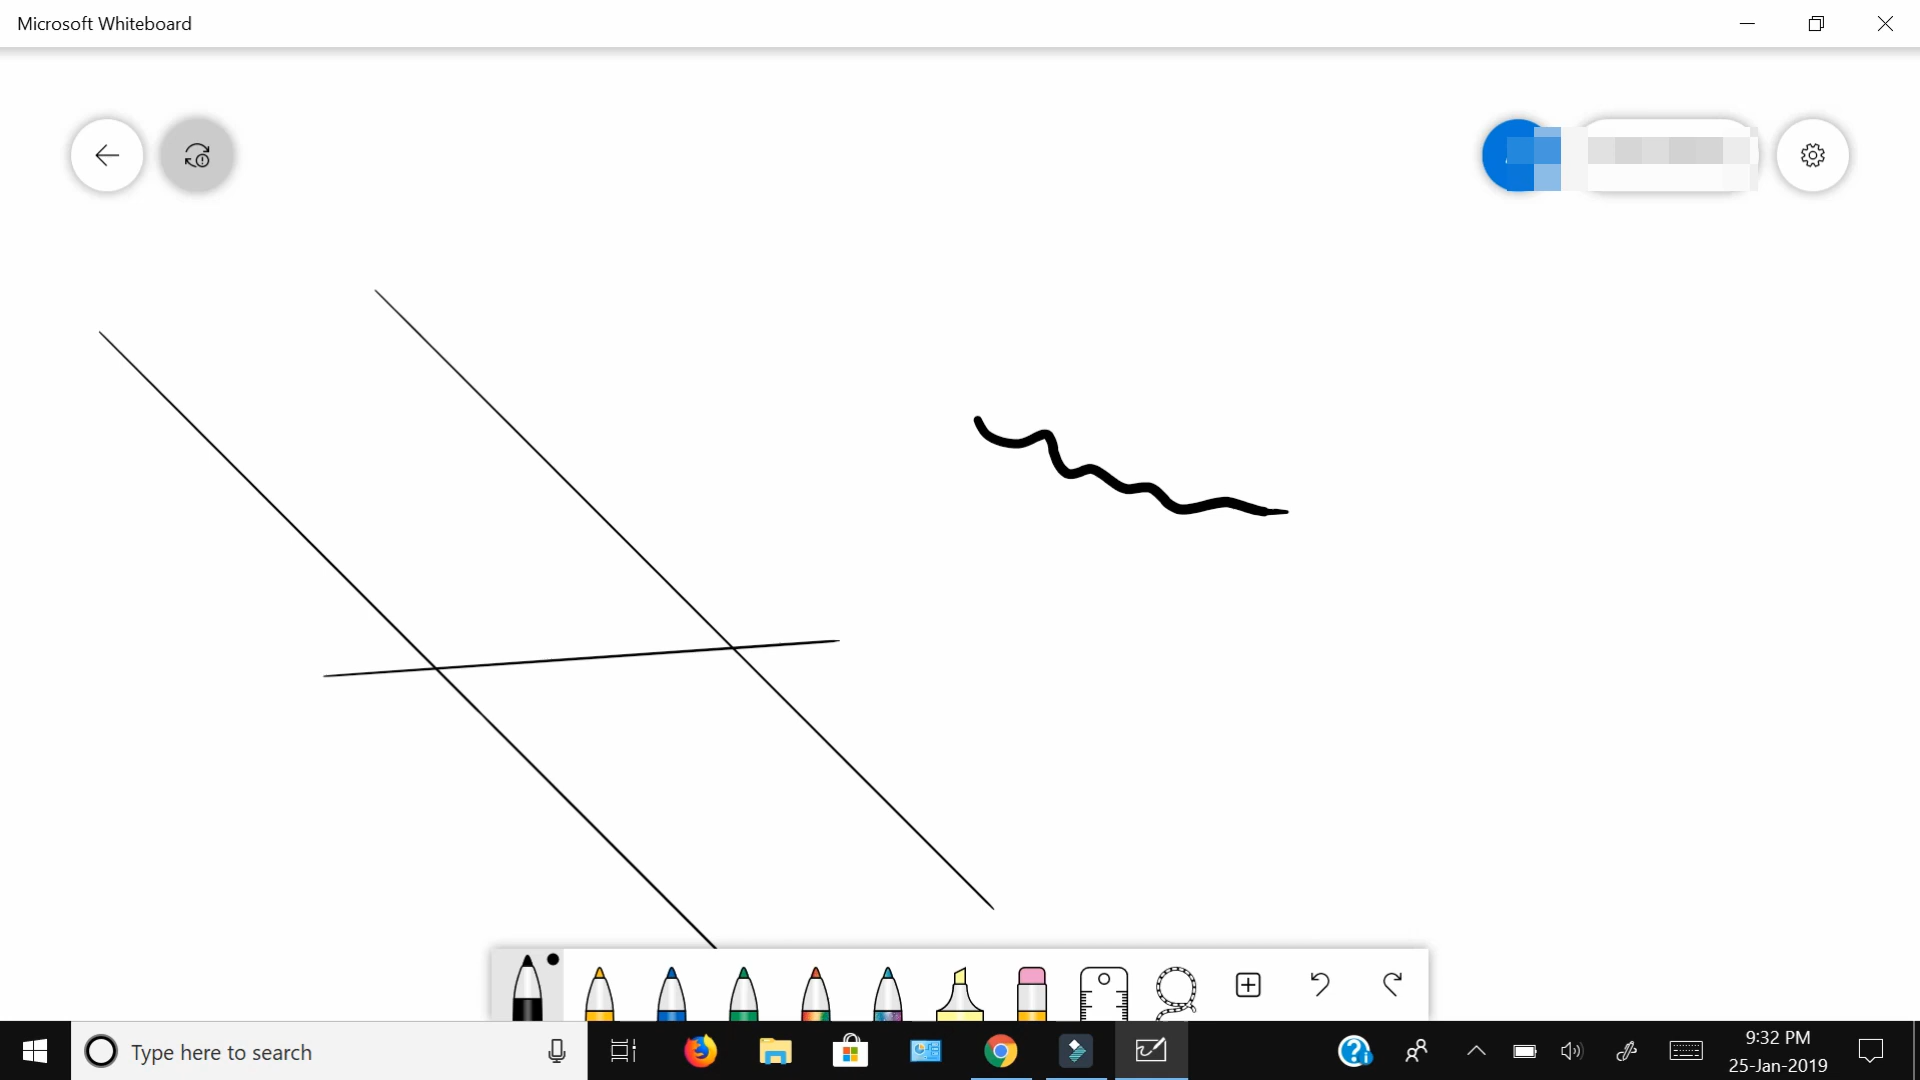 Microsoft Whiteboard
Type here to search
9:32 PM
25-Jan-2019